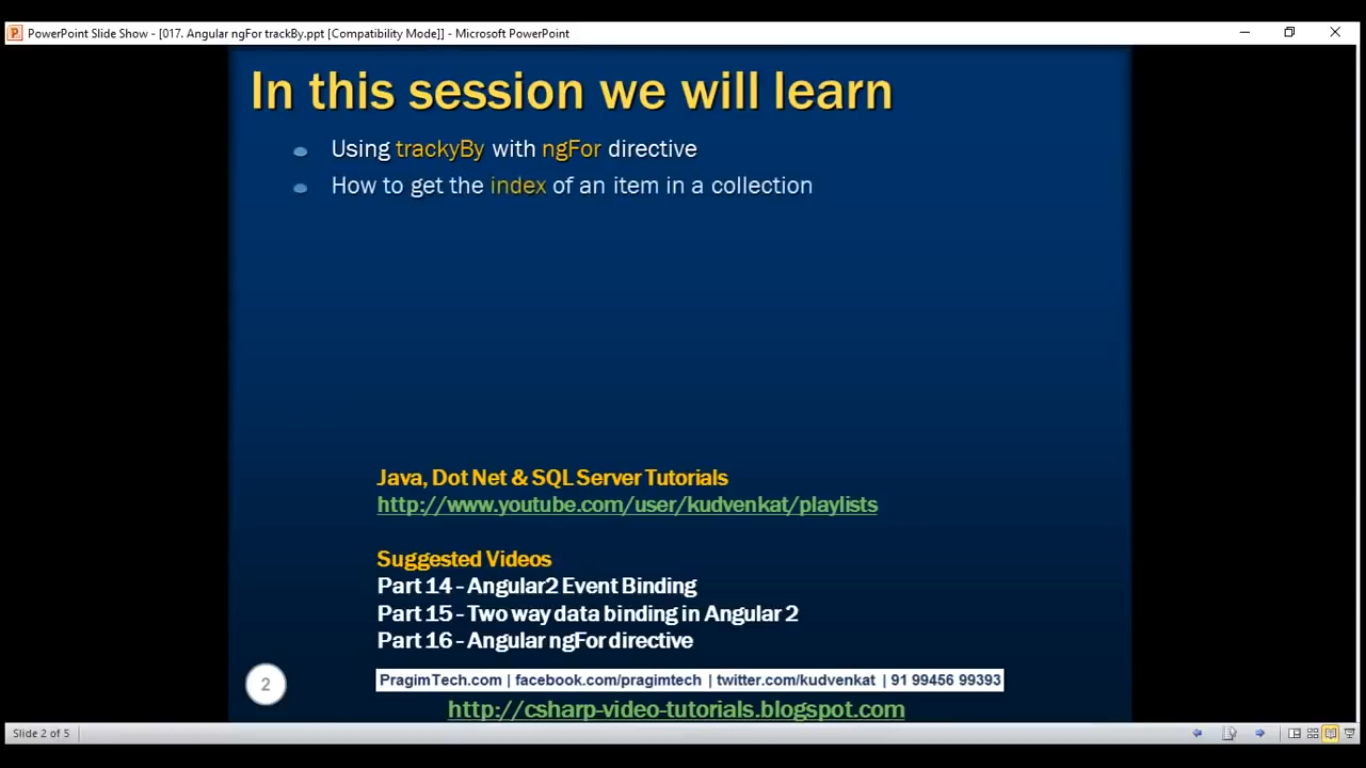 PowerPoint Slide Show - [017. Angular ngFor trackBy.ppt [Compatibility Mode]] - Microsoft PowerPoint
In this session we will learn
Using trackyBy with ngFor directive
How to get the index of an item in a collection
Java, Dot Net & SQL Server Tutorials
http://www.youtube.com/user/kudvenkat/playlists
Suggested Videos
Part 14 - Angular2 Event Binding
Part 15 - Two way data binding in Angular 2
Part 16 - Angular ngFor directive
2
PragimTech.com | facebook.com/pragimtech | twitter.com/kudvenkat | 91 99456 99393
http://csharp-video-tutorials.blogspot.com
Slide 2 of 5